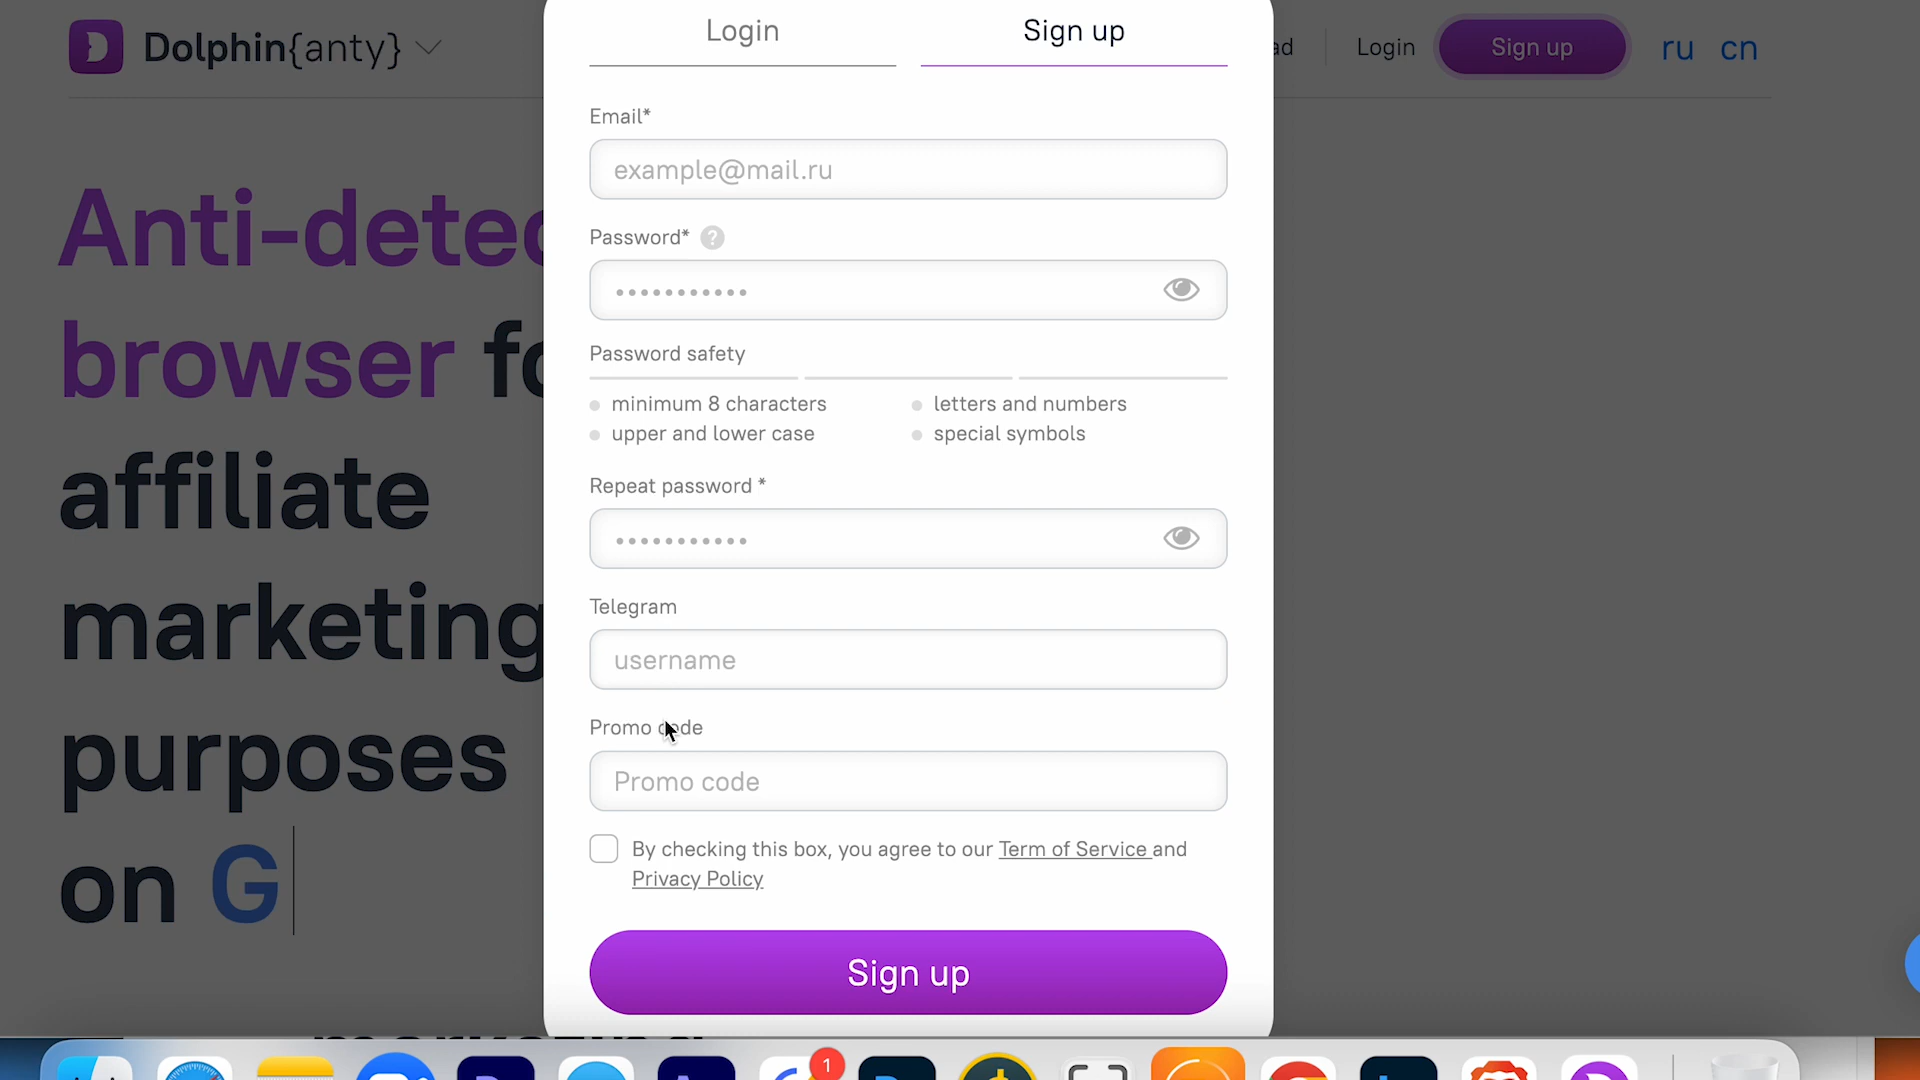 Dolphin{anty}
Login
Sign up
ad
Login
Sign up
ru
cn
Anti-detec
browser fo
affiliate
marketing
purposes
on G
Email*
example@mail.ru
Password* ?
Password safety
minimum 8 characters
letters and numbers
upper and lower case
special symbols
Repeat password *
Telegram
username
Promo code
Promo code
By checking this box, you agree to our Term of Service and
Privacy Policy
Sign up
1